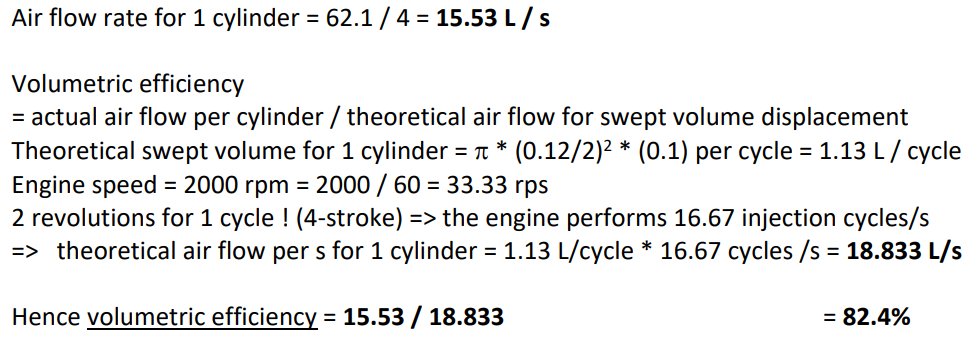 Air flow rate for 1 cylinder = 62.1 / 4 = 15.53 L / s
Volumetric efficiency
= actual air flow per cylinder / theoretical air flow for swept volume displacement
Theoretical swept volume for 1 cylinder = π * (0.12/2)² * (0.1) per cycle = 1.13 L / cycle
Engine speed = 2000 rpm = 2000 / 60 = 33.33 rps
2 revolutions for 1 cycle ! (4-stroke) => the engine performs 16.67 injection cycles/s
=> theoretical air flow per s for 1 cylinder = 1.13 L/cycle * 16.67 cycles /s = 18.833 L/s
Hence volumetric efficiency = 15.53 / 18.833 = 82.4%